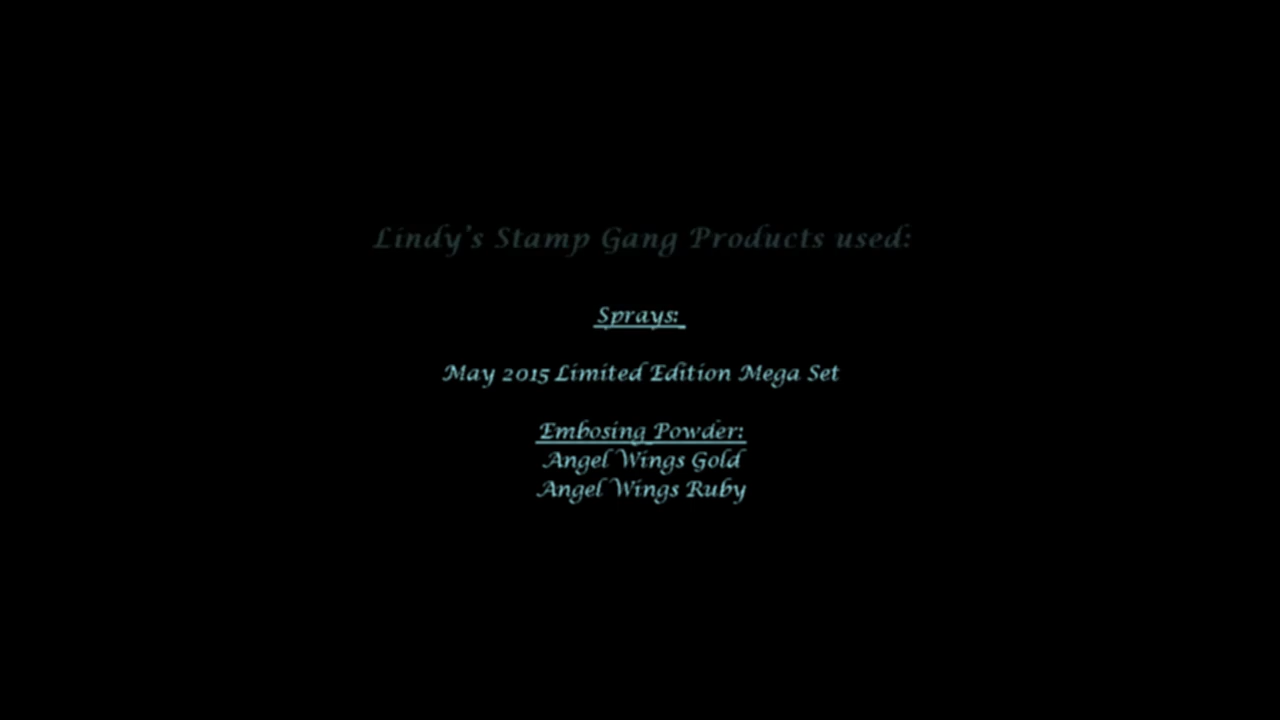 Lindy's Stamp Gang Products used:
Sprays:
May 2015 Limited Edition Mega Set
Embosing Powder:
Angel Wings Gold
Angel Wings Ruby